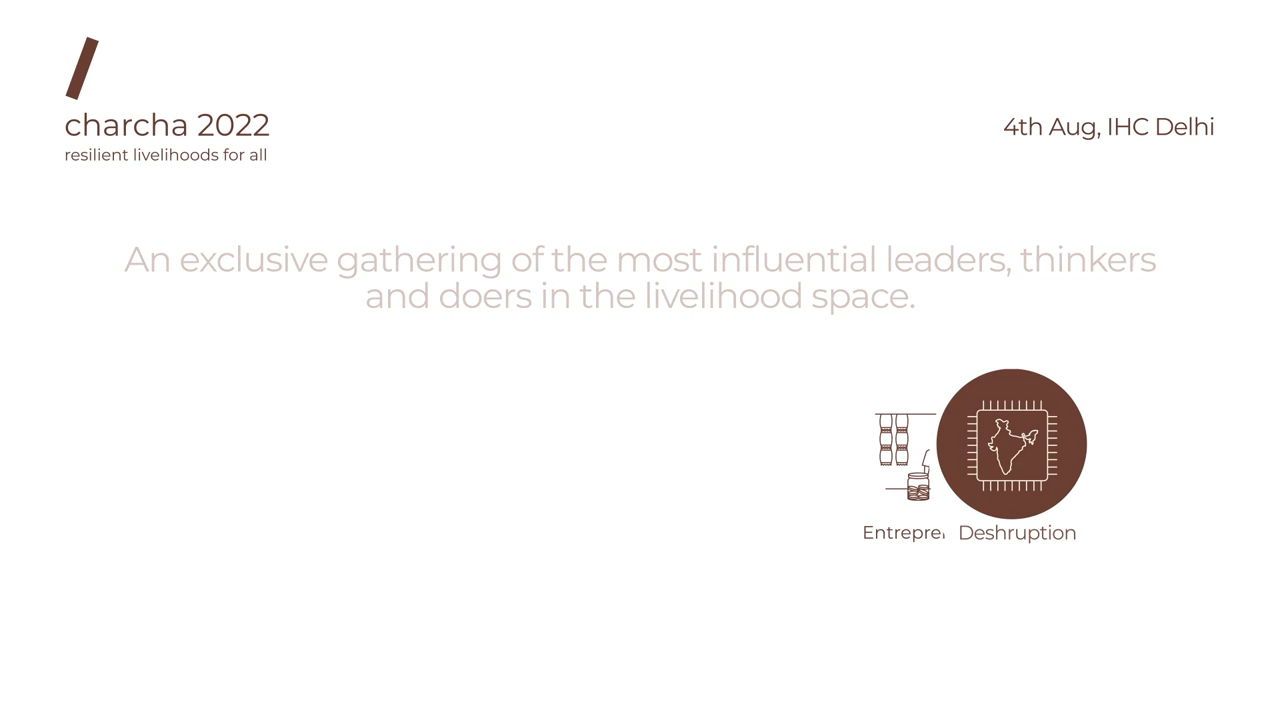 charcha 2022
resilient livelihoods for all
4th Aug, IHC Delhi
An exclusive gathering of the most influential leaders, thinkers
and doers in the livelihood space.
Entrepre
Deshruption